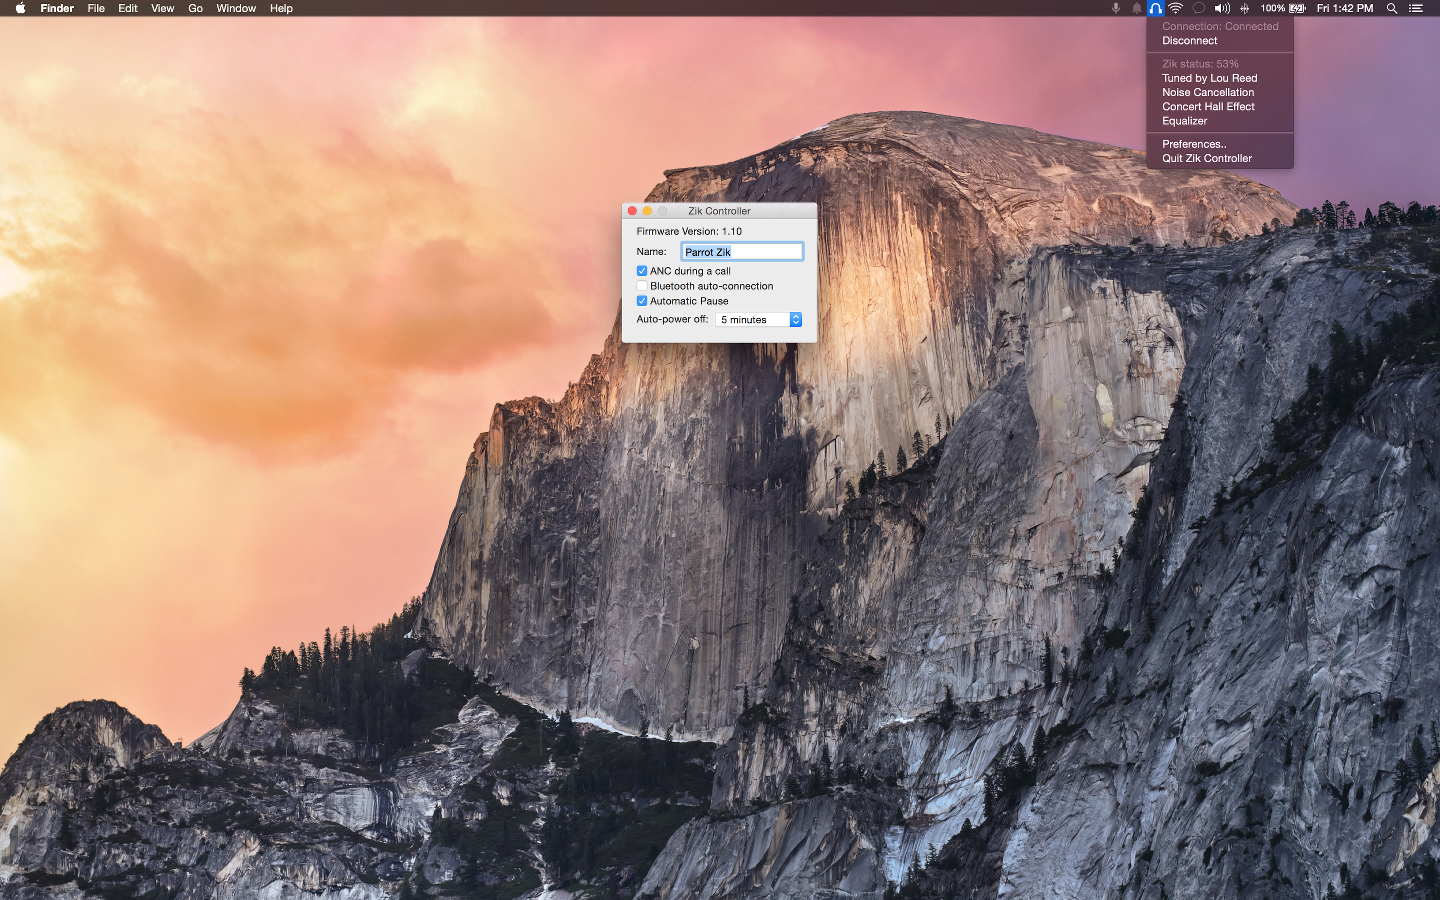 Finder File Edit View Go Window Help
100% Fri 1:42 PM
Connection: Connected
Disconnect
Zik status: 53%
Tuned by Lou Reed
Noise Cancellation
Concert Hall Effect
Equalizer
Preferences..
Quit Zik Controller
Zik Controller
Firmware Version: 1.10
Name: Parrot Zik
ANC during a call
Bluetooth auto-connection
Automatic Pause
Auto-power off: 5 minutes